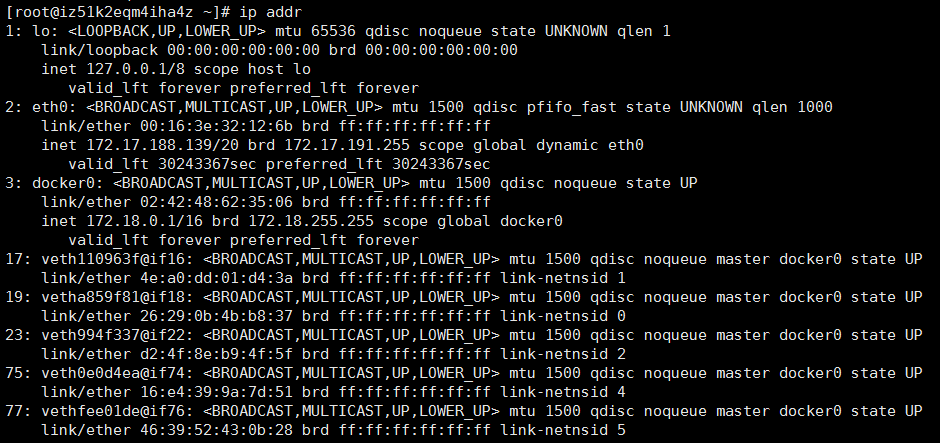 [root@iz51k2eqm4iha4z ~]# ip addr
1: lo: <LOOPBACK,UP,LOWER_UP> mtu 65536 qdisc noqueue state UNKNOWN qlen 1
    link/loopback 00:00:00:00:00:00 brd 00:00:00:00:00:00
    inet 127.0.0.1/8 scope host lo
       valid_lft forever preferred_lft forever
2: eth0: <BROADCAST,MULTICAST,UP,LOWER_UP> mtu 1500 qdisc pfifo_fast state UNKNOWN qlen 1000
    link/ether 00:16:3e:32:12:6b brd ff:ff:ff:ff:ff:ff
    inet 172.17.188.139/20 brd 172.17.191.255 scope global dynamic eth0
       valid_lft 30243367sec preferred_lft 30243367sec
3: docker0: <BROADCAST,MULTICAST,UP,LOWER_UP> mtu 1500 qdisc noqueue state UP
    link/ether 02:42:48:62:35:06 brd ff:ff:ff:ff:ff:ff
    inet 172.18.0.1/16 brd 172.18.255.255 scope global docker0
       valid_lft forever preferred_lft forever
17: veth110963f@if16: <BROADCAST,MULTICAST,UP,LOWER_UP> mtu 1500 qdisc noqueue master docker0 state UP
    link/ether 4e:a0:dd:01:d4:3a brd ff:ff:ff:ff:ff:ff link-netnsid 1
19: vetha859f81@if18: <BROADCAST,MULTICAST,UP,LOWER_UP> mtu 1500 qdisc noqueue master docker0 state UP
    link/ether 26:29:0b:4b:b8:37 brd ff:ff:ff:ff:ff:ff link-netnsid 0
23: veth994f337@if22: <BROADCAST,MULTICAST,UP,LOWER_UP> mtu 1500 qdisc noqueue master docker0 state UP
    link/ether d2:4f:8e:b9:4f:5f brd ff:ff:ff:ff:ff:ff link-netnsid 2
75: veth0e0d4ea@if74: <BROADCAST,MULTICAST,UP,LOWER_UP> mtu 1500 qdisc noqueue master docker0 state UP
    link/ether 16:e4:39:9a:7d:51 brd ff:ff:ff:ff:ff:ff link-netnsid 4
77: vethfee01de@if76: <BROADCAST,MULTICAST,UP,LOWER_UP> mtu 1500 qdisc noqueue master docker0 state UP
    link/ether 46:39:52:43:0b:28 brd ff:ff:ff:ff:ff:ff link-netnsid 5